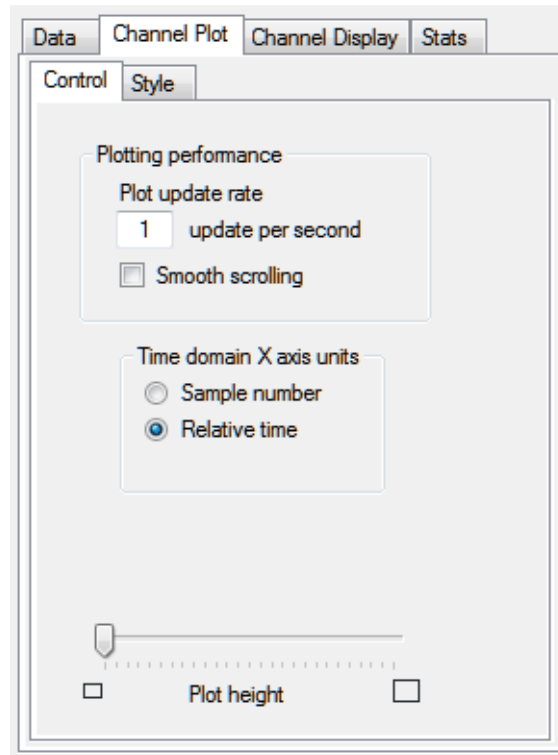 Data Channel Plot Channel Display Stats
Control Style
Plotting performance
Plot update rate
1 update per second
Smooth scrolling
Time domain X axis units
Sample number
Relative time
Plot height